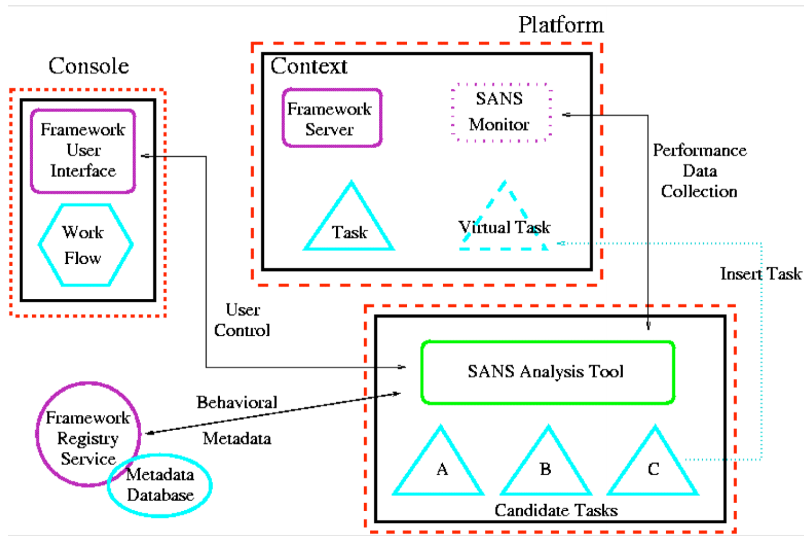 Platform
Console
Context
Framework
User
Interface
Framework
Server
SANS
Monitor
Performance
Data
Collection
Work
Flow
Task
Virtual Task
Insert Task
User
Control
SANS Analysis Tool
Behavioral
Metadata
Framework
Registry
Service
Metadata
Database
A
B
C
Candidate Tasks